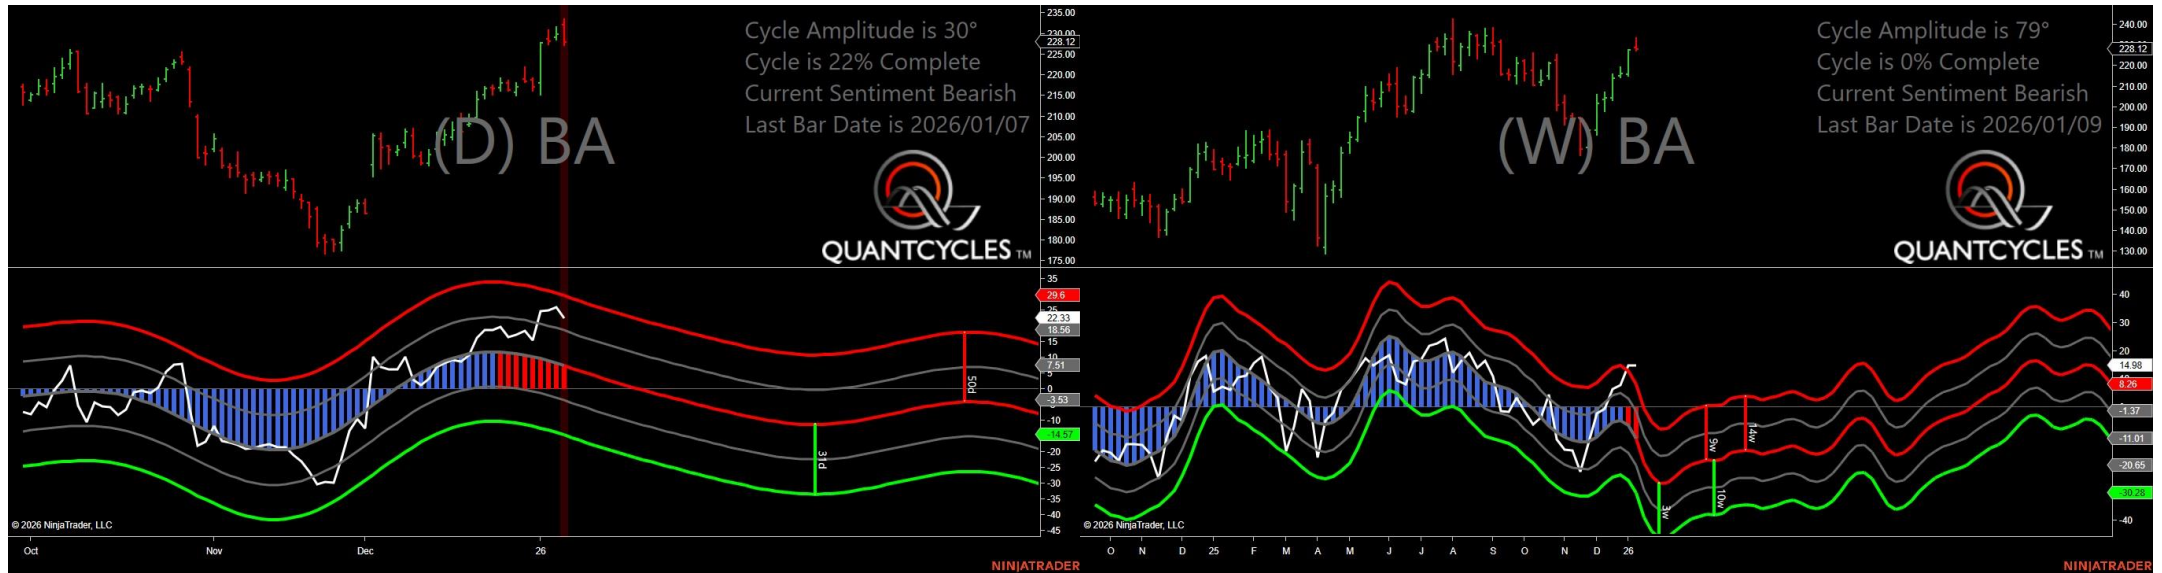 Cycle Amplitude is 30°
Cycle is 22% Complete
Current Sentiment Bearish
Last Bar Date is 2026/01/07
(D) BA
QUANTCYCLES TM
235.00
230.00
228.12
225.00
220.00
215.00
210.00
205.00
200.00
195.00
190.00
185.00
180.00
175.00
35
29.6
25
22.33
18.56
15
10
7.51
5
0
-3.53
-10
-14.57
-20
-25
-30
-35
-40
-45
50d
31d
© 2026 NinjaTrader, LLC
Oct
Nov
Dec
26
NINJATRADER
Cycle Amplitude is 79°
Cycle is 0% Complete
Current Sentiment Bearish
Last Bar Date is 2026/01/09
(W) BA
QUANTCYCLES TM
240.00
228.12
220.00
210.00
200.00
190.00
180.00
170.00
160.00
150.00
140.00
130.00
40
30
20
14.98
8.26
-1.37
-11.01
-20.65
-30.28
-40
9w
14w
3w
10w
© 2026 NinjaTrader, LLC
O N D 25 F M A M J J A S O N D 26
NINJATRADER